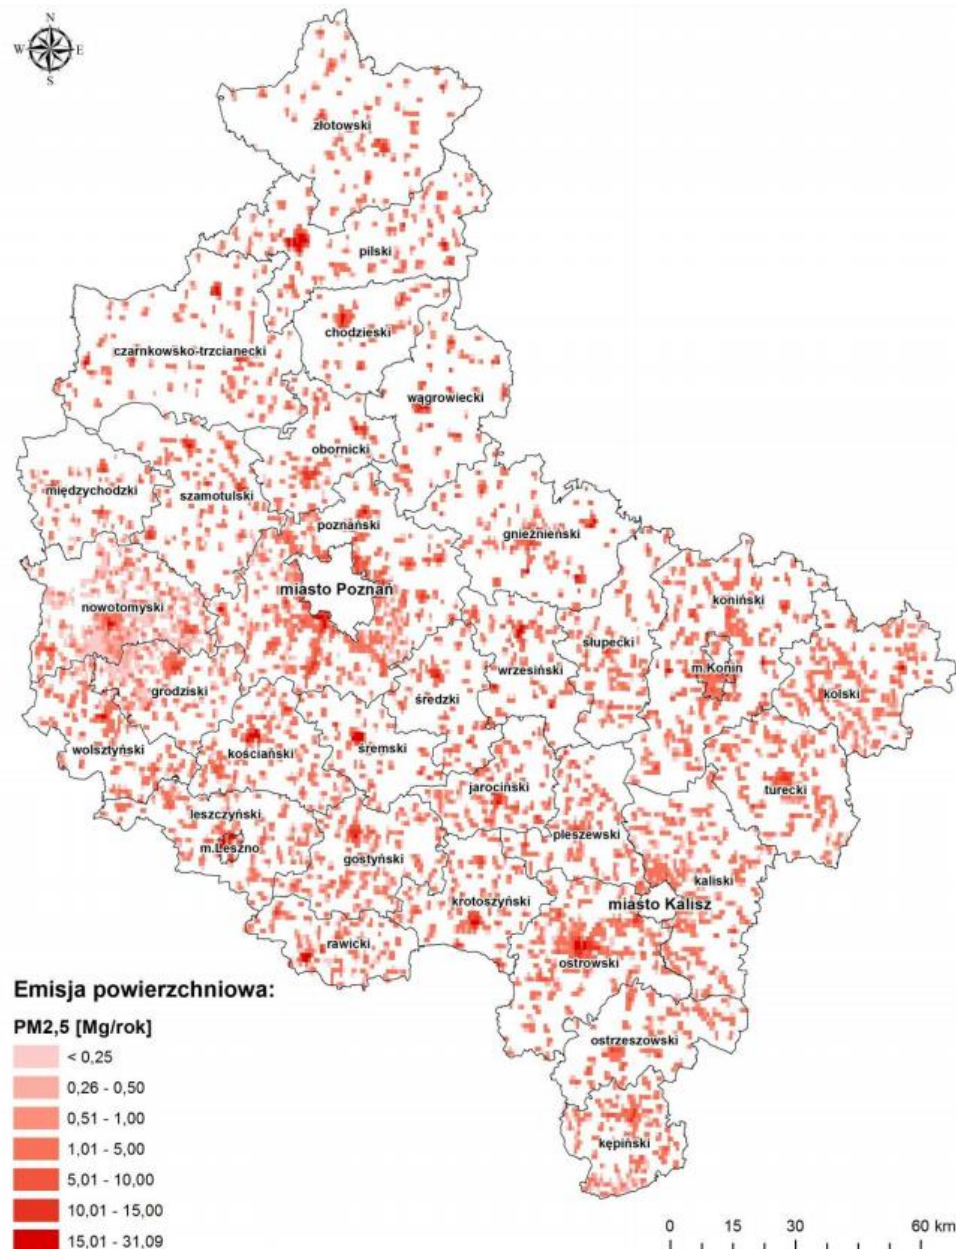 N
W E
S
złotowski
pilski
chodzieski
czarnkowsko-trzcianecki
wągrowiecki
obornicki
międzychodzki
szamotulski
poznański
gnieźnieński
miasto Poznań
koniński
nowotomyski
słupecki
wrzesiński
m.Konin
grodziski
średzki
kolski
wolsztyński
kościański
śremski
jarociński
turecki
leszczyński
pleszewski
m.Leszno
gostyński
kaliski
krotoszyński
miasto Kalisz
rawicki
ostrowski
Emisja powierzchniowa:
PM2,5 [Mg/rok]
ostrzeszowski
< 0,25
0,26 - 0,50
0,51 - 1,00
kępiński
1,01 - 5,00
5,01 - 10,00
10,01 - 15,00
15,01 - 31,09
0 15 30 60 km